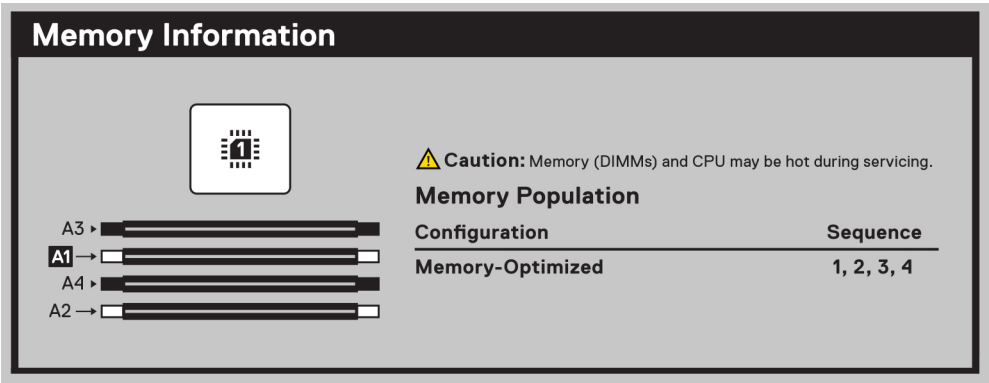 Memory Information
1
Caution: Memory (DIMMs) and CPU may be hot during servicing.
Memory Population
Configuration Sequence
Memory-Optimized 1, 2, 3, 4
A3
A1
A4
A2